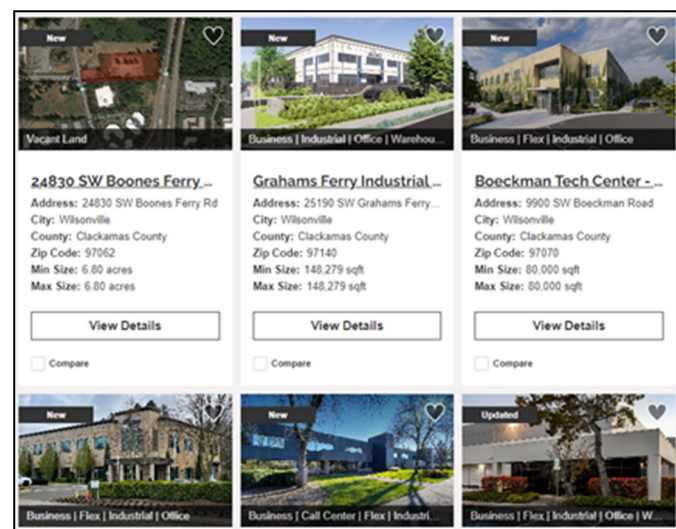 New
New
New
Vacant Land
Business | Industrial | Office | Warehou...
Business | Flex | Industrial | Office
24830 SW Boones Ferry ...
Address: 24830 SW Boones Ferry Rd
City: Wilsonville
County: Clackamas County
Zip Code: 97062
Min Size: 6.80 acres
Max Size: 6.80 acres
View Details
Compare
Grahams Ferry Industrial ...
Address: 25190 SW Grahams Ferry...
City: Wilsonville
County: Clackamas County
Zip Code: 97140
Min Size: 148,279 sqft
Max Size: 148,279 sqft
View Details
Compare
Boeckman Tech Center - ...
Address: 9900 SW Boeckman Road
City: Wilsonville
County: Clackamas County
Zip Code: 97070
Min Size: 80,000 sqft
Max Size: 80,000 sqft
View Details
Compare
New
New
Updated
Business | Flex | Industrial | Office
Business | Call Center | Flex | Industri...
Business | Flex | Industrial | Office | W...